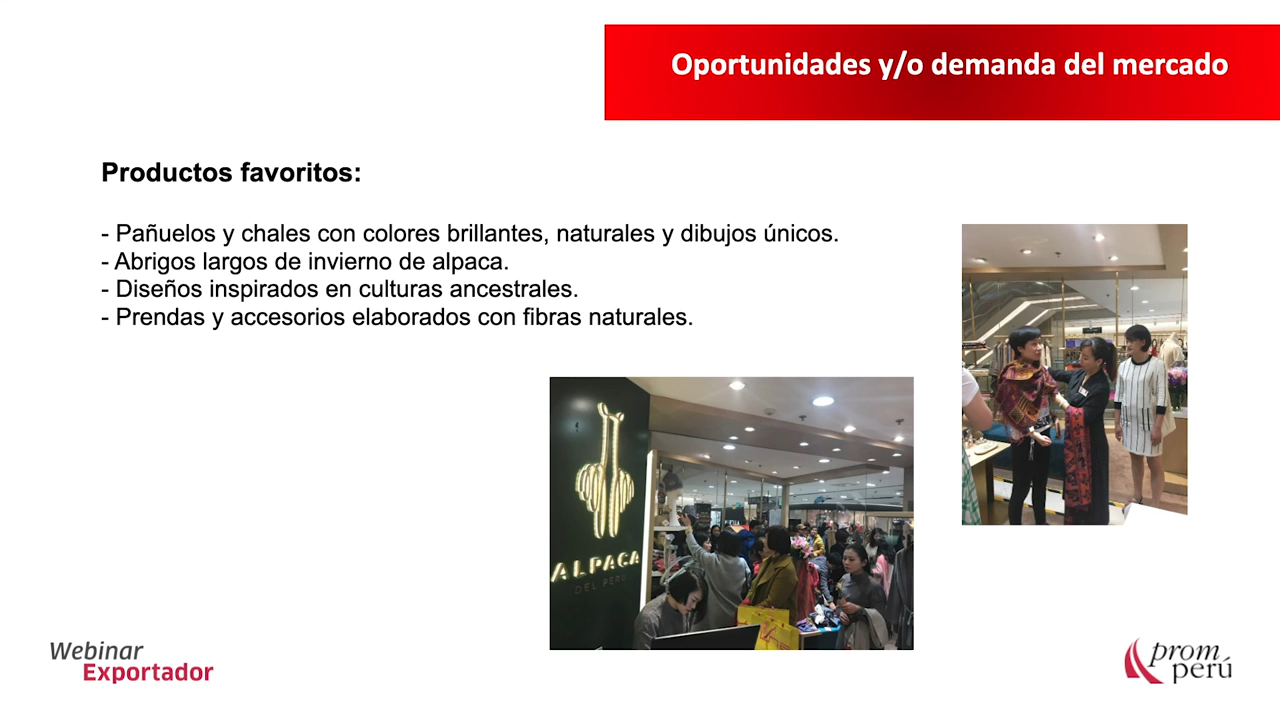 Oportunidades y/o demanda del mercado
Productos favoritos:
- Pañuelos y chales con colores brillantes, naturales y dibujos únicos.
- Abrigos largos de invierno de alpaca.
- Diseños inspirados en culturas ancestrales.
- Prendas y accesorios elaborados con fibras naturales.
ALPACA
DEL PERÚ
Webinar
Exportador
prom
perú